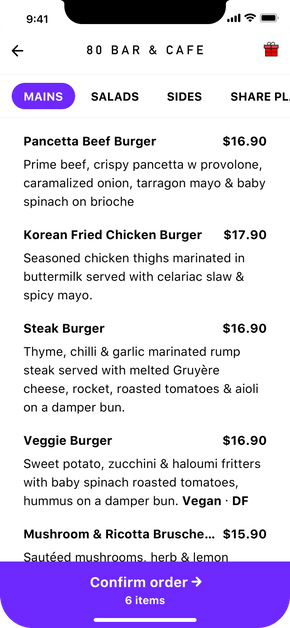 9:41
80 BAR & CAFE
MAINS SALADS SIDES SHARE PL
Pancetta Beef Burger $16.90
Prime beef, crispy pancetta w provolone,
caramalized onion, tarragon mayo & baby
spinach on brioche
Korean Fried Chicken Burger $17.90
Seasoned chicken thighs marinated in
buttermilk served with celariac slaw &
spicy mayo.
Steak Burger $16.90
Thyme, chilli & garlic marinated rump
steak served with melted Gruyère
cheese, rocket, roasted tomatoes & aioli
on a damper bun.
Veggie Burger $16.90
Sweet potato, zucchini & haloumi fritters
with baby spinach roasted tomatoes,
hummus on a damper bun. Vegan · DF
Mushroom & Ricotta Brusche... $15.90
Sautéed mushrooms, herb & lemon
Confirm order →
6 items